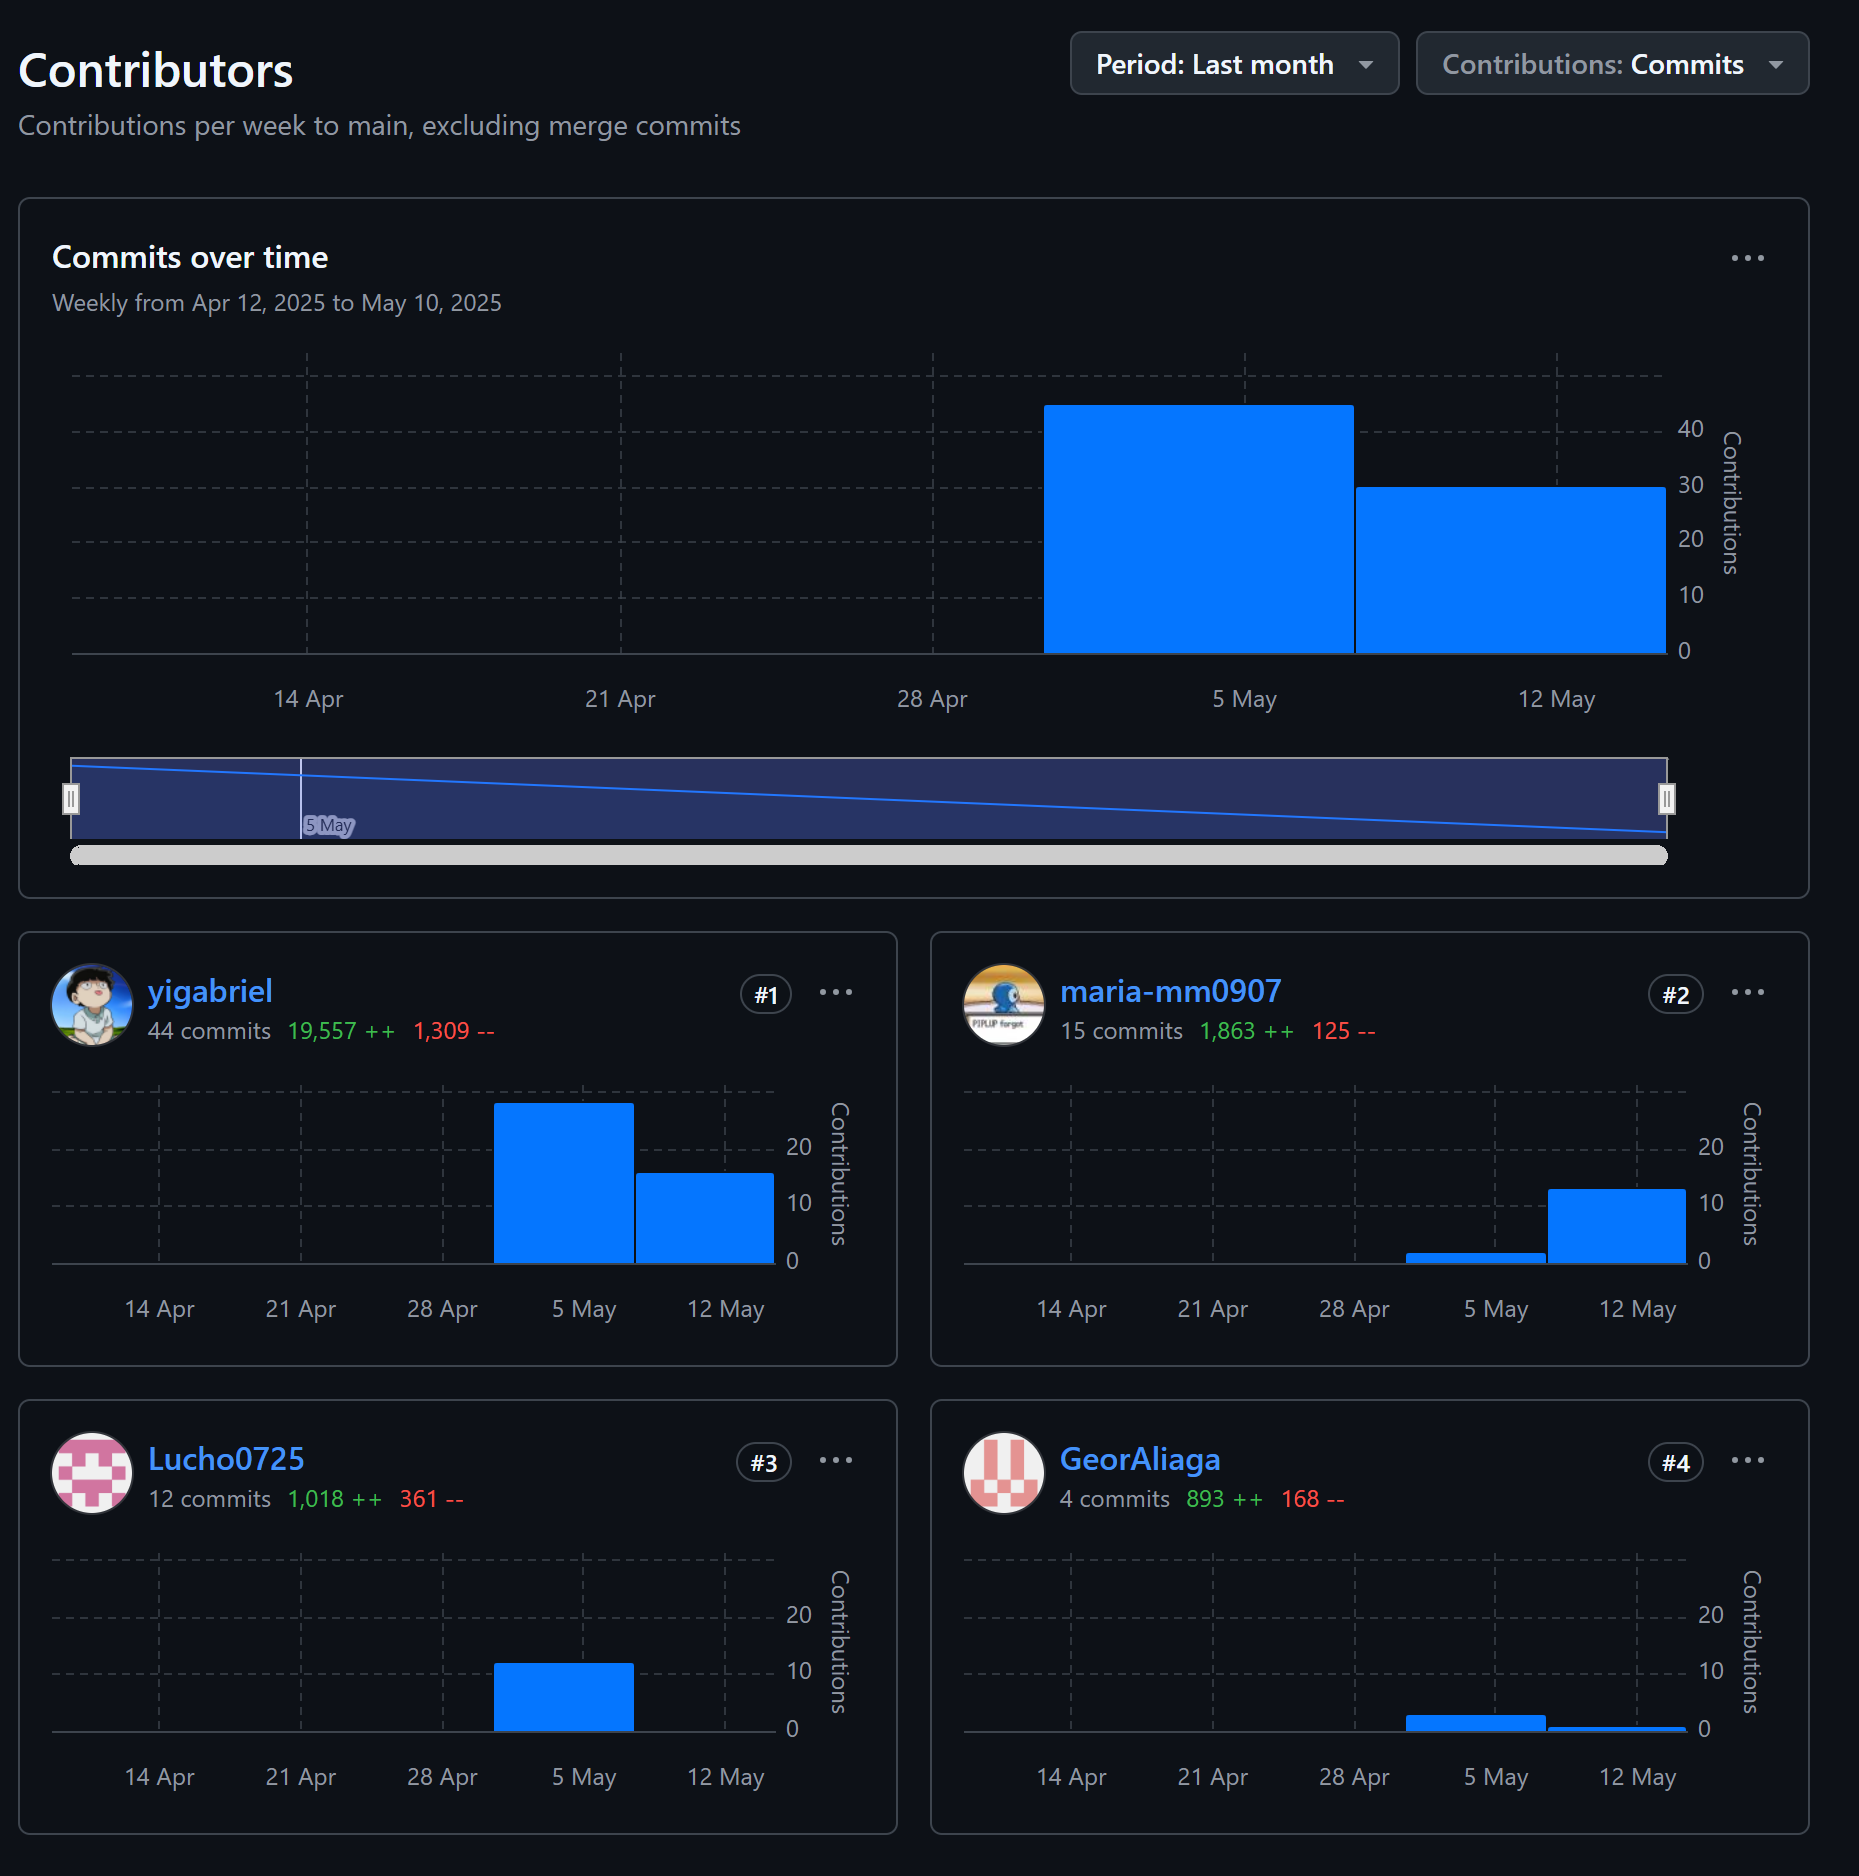 Contributors
Period: Last month
Contributions: Commits
Contributions per week to main, excluding merge commits
Commits over time
Weekly from Apr 12, 2025 to May 10, 2025
40
30
20
10
0
Contributions
14 Apr 21 Apr 28 Apr 5 May 12 May
5 May
yigabriel
#1
44 commits 19,557 ++ 1,309 --
20
10
0
Contributions
14 Apr 21 Apr 28 Apr 5 May 12 May
maria-mm0907
#2
15 commits 1,863 ++ 125 --
PIPLUP forgot
20
10
0
Contributions
14 Apr 21 Apr 28 Apr 5 May 12 May
Lucho0725
#3
12 commits 1,018 ++ 361 --
20
10
0
Contributions
14 Apr 21 Apr 28 Apr 5 May 12 May
GeorAliaga
#4
4 commits 893 ++ 168 --
20
10
0
Contributions
14 Apr 21 Apr 28 Apr 5 May 12 May